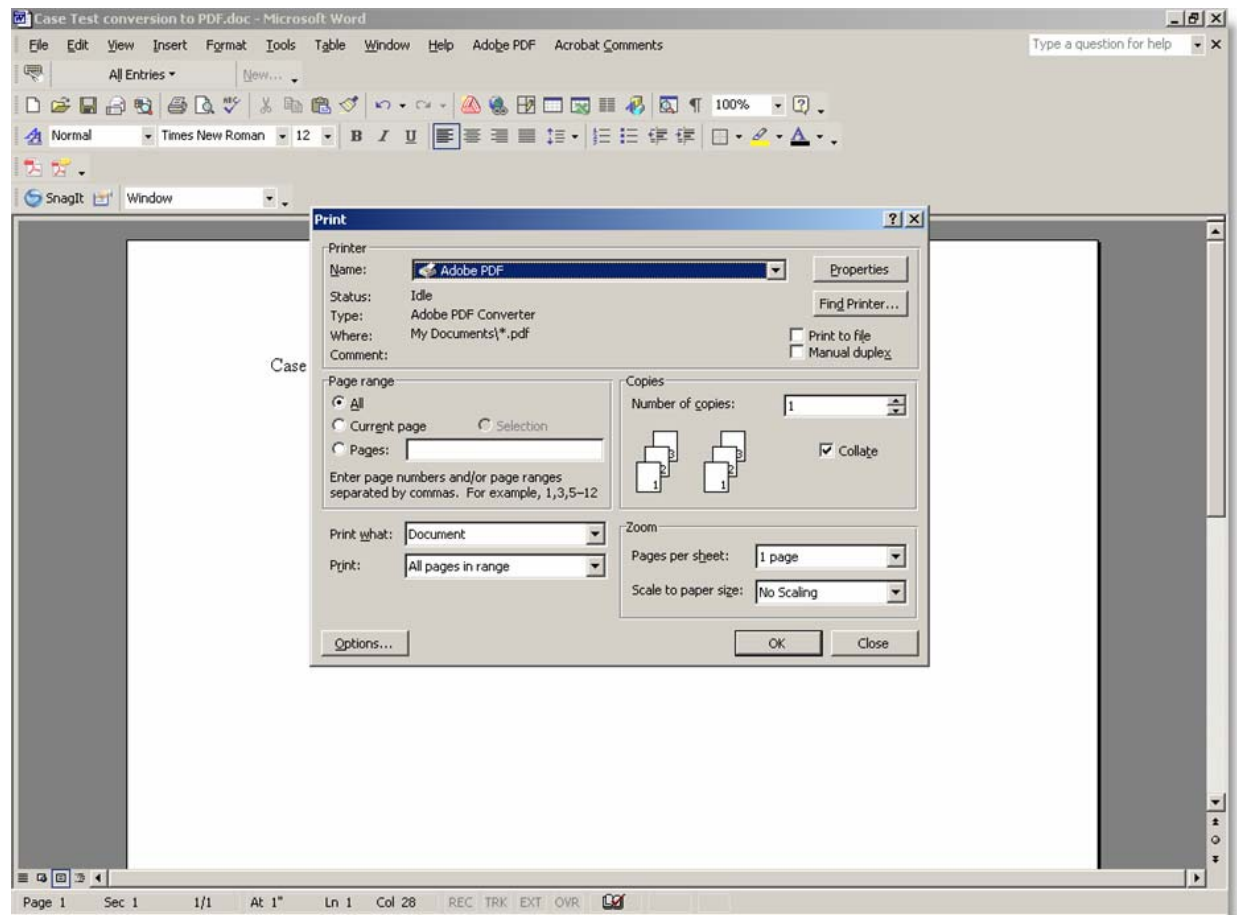 Case Test conversion to PDF.doc - Microsoft Word
File Edit View Insert Format Tools Table Window Help Adobe PDF Acrobat Comments Type a question for help
All Entries New...
100%
Normal Times New Roman 12 B I U A
SnagIt Window
Print
Printer
Name: Adobe PDF Properties
Status: Idle Find Printer...
Type: Adobe PDF Converter
Where: My Documents\*.pdf Print to file
Comment: Manual duplex
Case
Page range Copies
All Number of copies: 1
Current page Selection
Pages: Collate
1 2 3 1 2 3
Enter page numbers and/or page ranges
separated by commas. For example, 1,3,5–12
Print what: Document Zoom
Pages per sheet: 1 page
Print: All pages in range
Scale to paper size: No Scaling
Options... OK Close
Page 1 Sec 1 1/1 At 1" Ln 1 Col 28 REC TRK EXT OVR